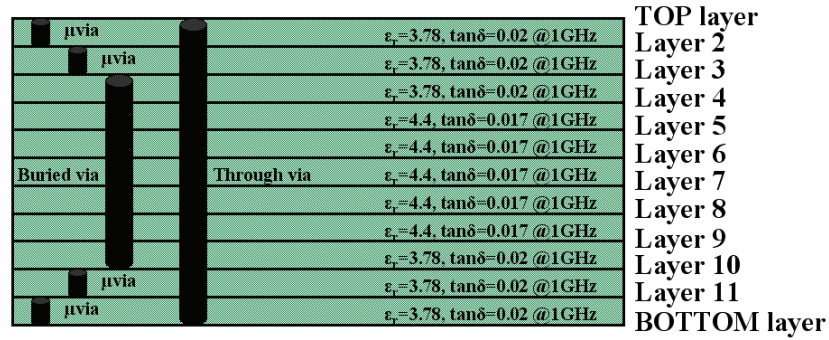 TOP layer
μvia
εr=3.78, tanδ=0.02 @1GHz
Layer 2
μvia
εr=3.78, tanδ=0.02 @1GHz
Layer 3
εr=3.78, tanδ=0.02 @1GHz
Layer 4
εr=4.4, tanδ=0.017 @1GHz
Layer 5
εr=4.4, tanδ=0.017 @1GHz
Layer 6
Buried via
Through via
εr=4.4, tanδ=0.017 @1GHz
Layer 7
εr=4.4, tanδ=0.017 @1GHz
Layer 8
εr=4.4, tanδ=0.017 @1GHz
Layer 9
εr=3.78, tanδ=0.02 @1GHz
Layer 10
μvia
εr=3.78, tanδ=0.02 @1GHz
Layer 11
μvia
εr=3.78, tanδ=0.02 @1GHz
BOTTOM layer